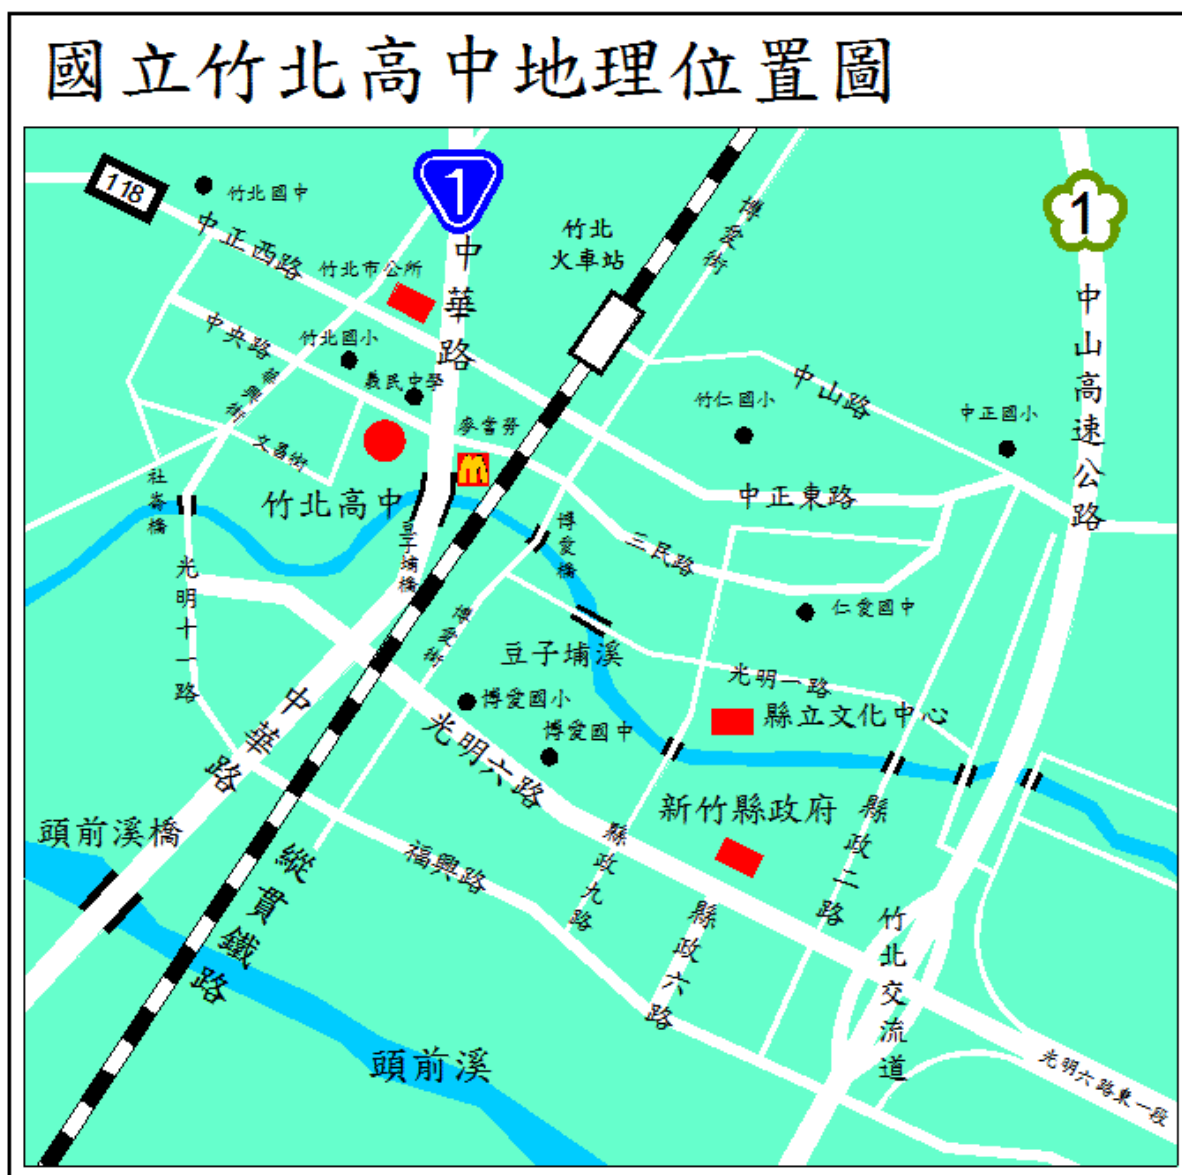 國立竹北高中地理位置圖
118
竹北國中
1
1
中正西路
竹北市公所
中華路
竹北
火車站
博愛街
中山高速公路
中央路
竹北國小
義民中學
華興街
文昌街
麥當勞
竹仁國小
中山路
中正國小
社崙橋
竹北高中
豆子埔橋
博愛橋
三民路
中正東路
光明十一路
仁愛國中
博愛街
豆子埔溪
光明一路
博愛國小
博愛國中
縣立文化中心
中華路
光明六路
新竹縣政府
頭前溪橋
福興路
縣政九路
縣政二路
縱貫鐵路
縣政六路
竹北交流道
頭前溪
光明六路東一段